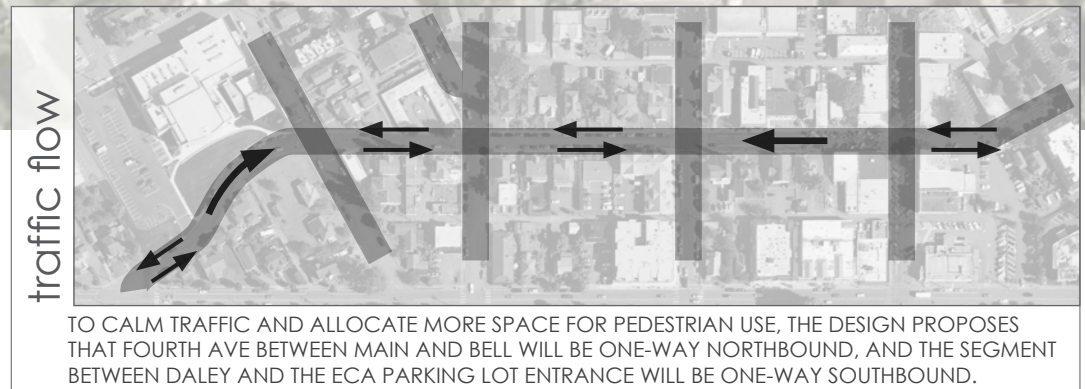 traffic flow
TO CALM TRAFFIC AND ALLOCATE MORE SPACE FOR PEDESTRIAN USE, THE DESIGN PROPOSES
THAT FOURTH AVE BETWEEN MAIN AND BELL WILL BE ONE-WAY NORTHBOUND, AND THE SEGMENT
BETWEEN DALEY AND THE ECA PARKING LOT ENTRANCE WILL BE ONE-WAY SOUTHBOUND.